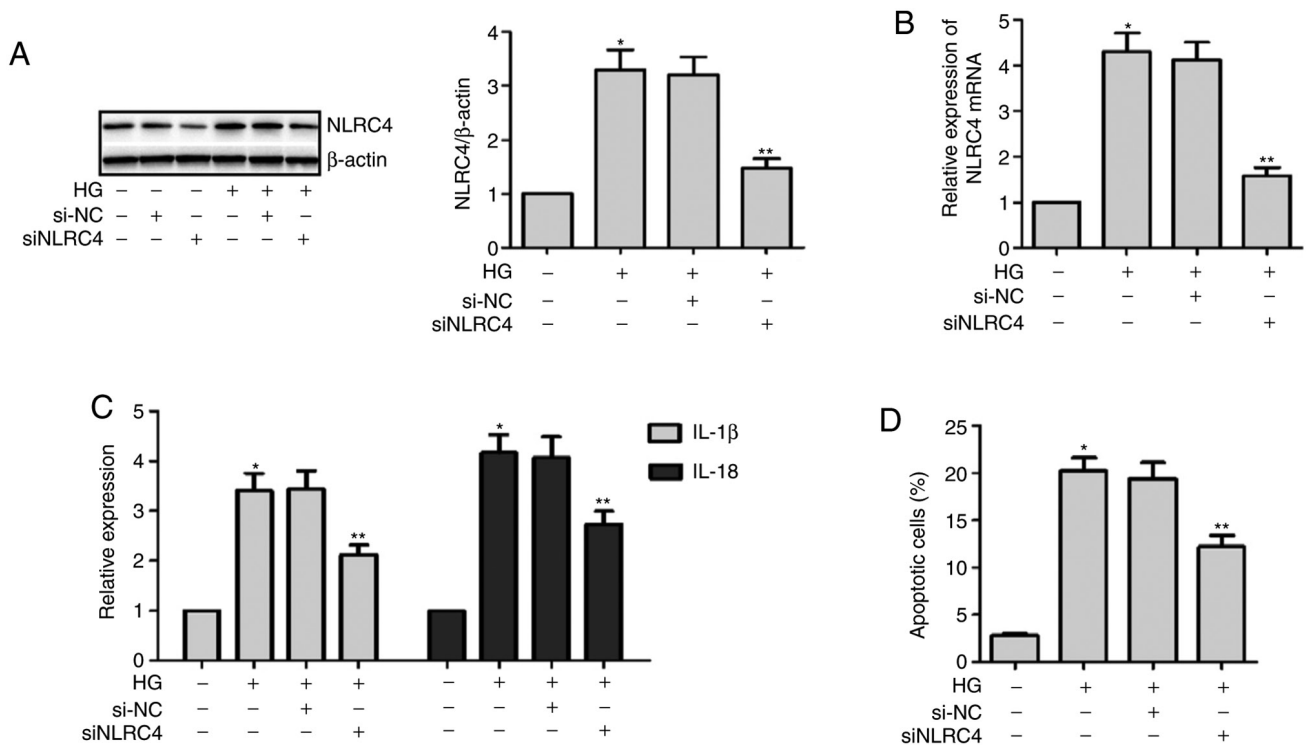 A
NLRC4
β-actin
HG – – – + + +
si-NC – + – – + –
siNLRC4 – – + – – +
NLRC4/β-actin
4
3
2
1
0
*
**
HG – + + +
si-NC – – + –
siNLRC4 – – – +
B
Relative expression of
NLRC4 mRNA
5
4
3
2
1
0
*
**
HG – + + +
si-NC – – + –
siNLRC4 – – – +
C
Relative expression
5
4
3
2
1
0
*
**
*
**
IL-1β
IL-18
HG – + + + – + + +
si-NC – – + – – – + –
siNLRC4 – – – + – – – +
D
Apoptotic cells (%)
25
20
15
10
5
0
*
**
HG – + + +
si-NC – – + –
siNLRC4 – – – +